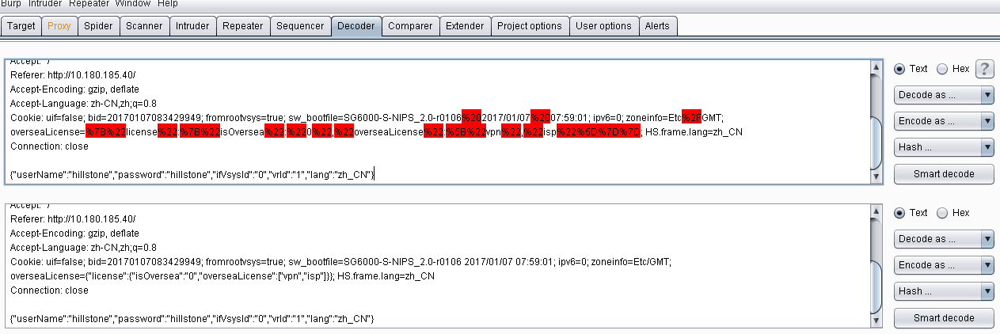 Burp Intruder Repeater Window Help
Target Proxy Spider Scanner Intruder Repeater Sequencer Decoder Comparer Extender Project options User options Alerts
Accept: */
Referer: http://10.180.185.40/
Accept-Encoding: gzip, deflate
Accept-Language: zh-CN,zh;q=0.8
Cookie: uif=false; bid=20170107083429949; fromrootvsys=true; sw_bootfile=SG6000-S-NIPS_2.0-r0106%202017/01/07%2007:59:01; ipv6=0; zoneinfo=Etc%2FGMT;
overseaLicense=%7B%22license%22:%7B%22isOversea%22:%220%22,%22overseaLicense%22:%5B%22vpn%22,%22isp%22%5D%7D%7D; HS.frame.lang=zh_CN
Connection: close
{"userName":"hillstone","password":"hillstone","ifVsysId":"0","vrId":"1","lang":"zh_CN"}
Text Hex ?
Decode as ...
Encode as ...
Hash ...
Smart decode
Accept: */
Referer: http://10.180.185.40/
Accept-Encoding: gzip, deflate
Accept-Language: zh-CN,zh;q=0.8
Cookie: uif=false; bid=20170107083429949; fromrootvsys=true; sw_bootfile=SG6000-S-NIPS_2.0-r0106 2017/01/07 07:59:01; ipv6=0; zoneinfo=Etc/GMT;
overseaLicense={"license":{"isOversea":"0","overseaLicense":["vpn","isp"]}}; HS.frame.lang=zh_CN
Connection: close
{"userName":"hillstone","password":"hillstone","ifVsysId":"0","vrId":"1","lang":"zh_CN"}
Text Hex
Decode as ...
Encode as ...
Hash ...
Smart decode